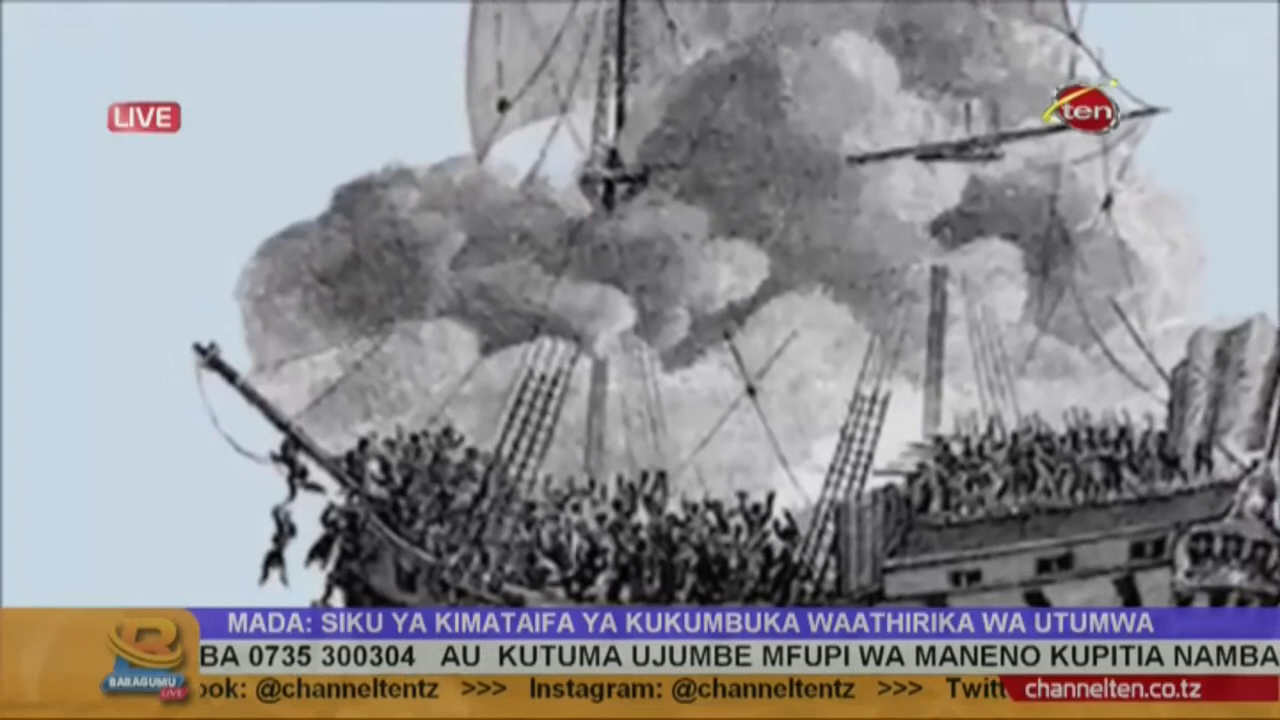 LIVE
ten
MADA: SIKU YA KIMATAIFA YA KUKUMBUKA WAATHIRIKA WA UTUMWA
BA 0735 300304 AU KUTUMA UJUMBE MFUPI WA MANENO KUPITIA NAMBA
BARAGUMU
LIVE
ook: @channeltentz >>> Instagram: @channeltentz >>> Twitt
channelten.co.tz